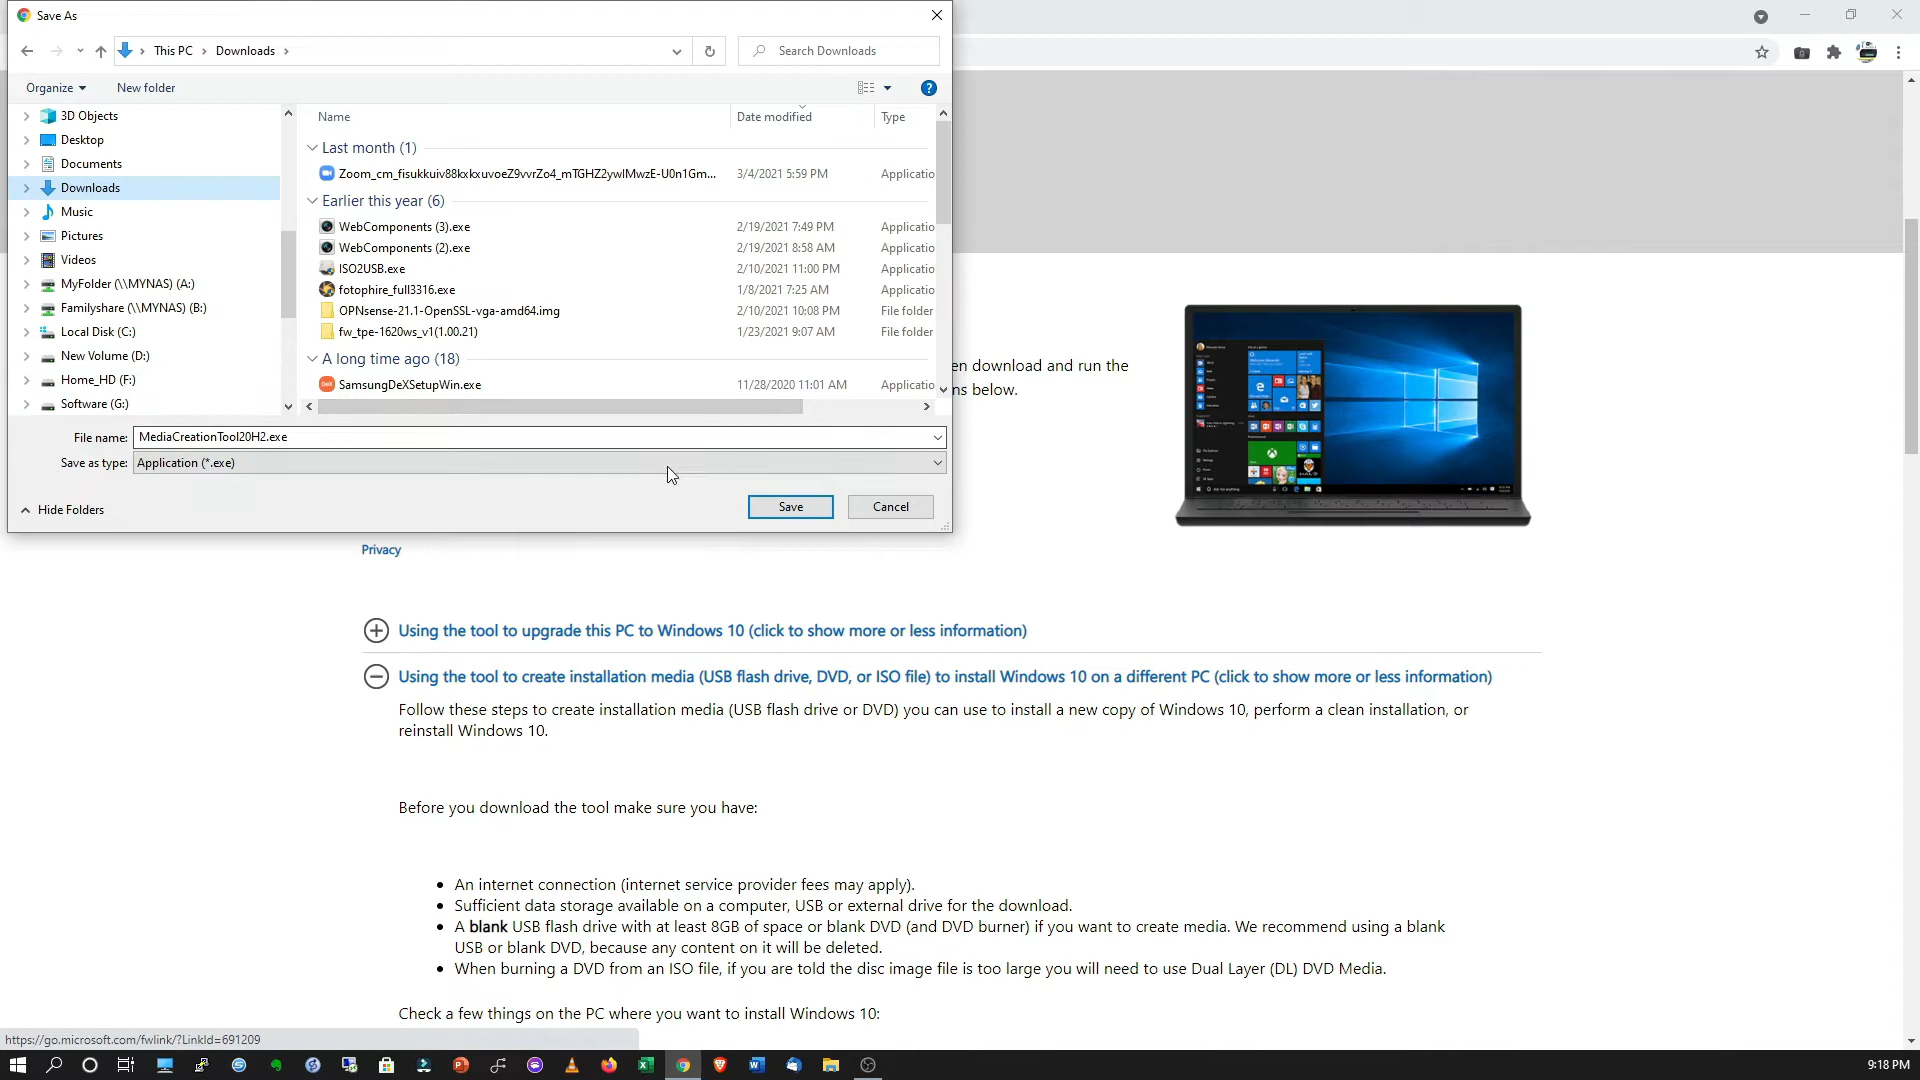 Save As
This PC > Downloads >
Search Downloads
Organize
New folder
3D Objects
Desktop
Documents
Downloads
Music
Pictures
Videos
MyFolder (\\MYNAS) (A:)
Familyshare (\\MYNAS) (B:)
Local Disk (C:)
New Volume (D:)
Home_HD (F:)
Software (G:)
Name Date modified Type
Last month (1)
3/4/2021 5:59 PM Applicatio
Earlier this year (6)
WebComponents (3).exe 2/19/2021 7:49 PM Applicatio
WebComponents (2).exe 2/19/2021 8:58 AM Applicatio
ISO2USB.exe 2/10/2021 11:00 PM Applicatio
fotophire_full3316.exe 1/8/2021 7:25 AM Applicatio
OPNsense-21.1-OpenSSL-vga-amd64.img 2/10/2021 10:08 PM File folder
fw_tpe-1620ws_v1(1.00.21) 1/23/2021 9:07 AM File folder
A long time ago (18)
SamsungDeXSetupWin.exe 11/28/2020 11:01 AM Applicatio
File name: MediaCreationTool20H2.exe
Save as type: Application (*.exe)
Hide Folders
Save
Cancel
en download and run the
ns below.
Privacy
Using the tool to upgrade this PC to Windows 10 (click to show more or less information)
Using the tool to create installation media (USB flash drive, DVD, or ISO file) to install Windows 10 on a different PC (click to show more or less information)
Follow these steps to create installation media (USB flash drive or DVD) you can use to install a new copy of Windows 10, perform a clean installation, or
reinstall Windows 10.
Before you download the tool make sure you have:
• An internet connection (internet service provider fees may apply).
• Sufficient data storage available on a computer, USB or external drive for the download.
• A blank USB flash drive with at least 8GB of space or blank DVD (and DVD burner) if you want to create media. We recommend using a blank
USB or blank DVD, because any content on it will be deleted.
• When burning a DVD from an ISO file, if you are told the disc image file is too large you will need to use Dual Layer (DL) DVD Media.
Check a few things on the PC where you want to install Windows 10:
https://go.microsoft.com/fwlink/?LinkId=691209
9:18 PM